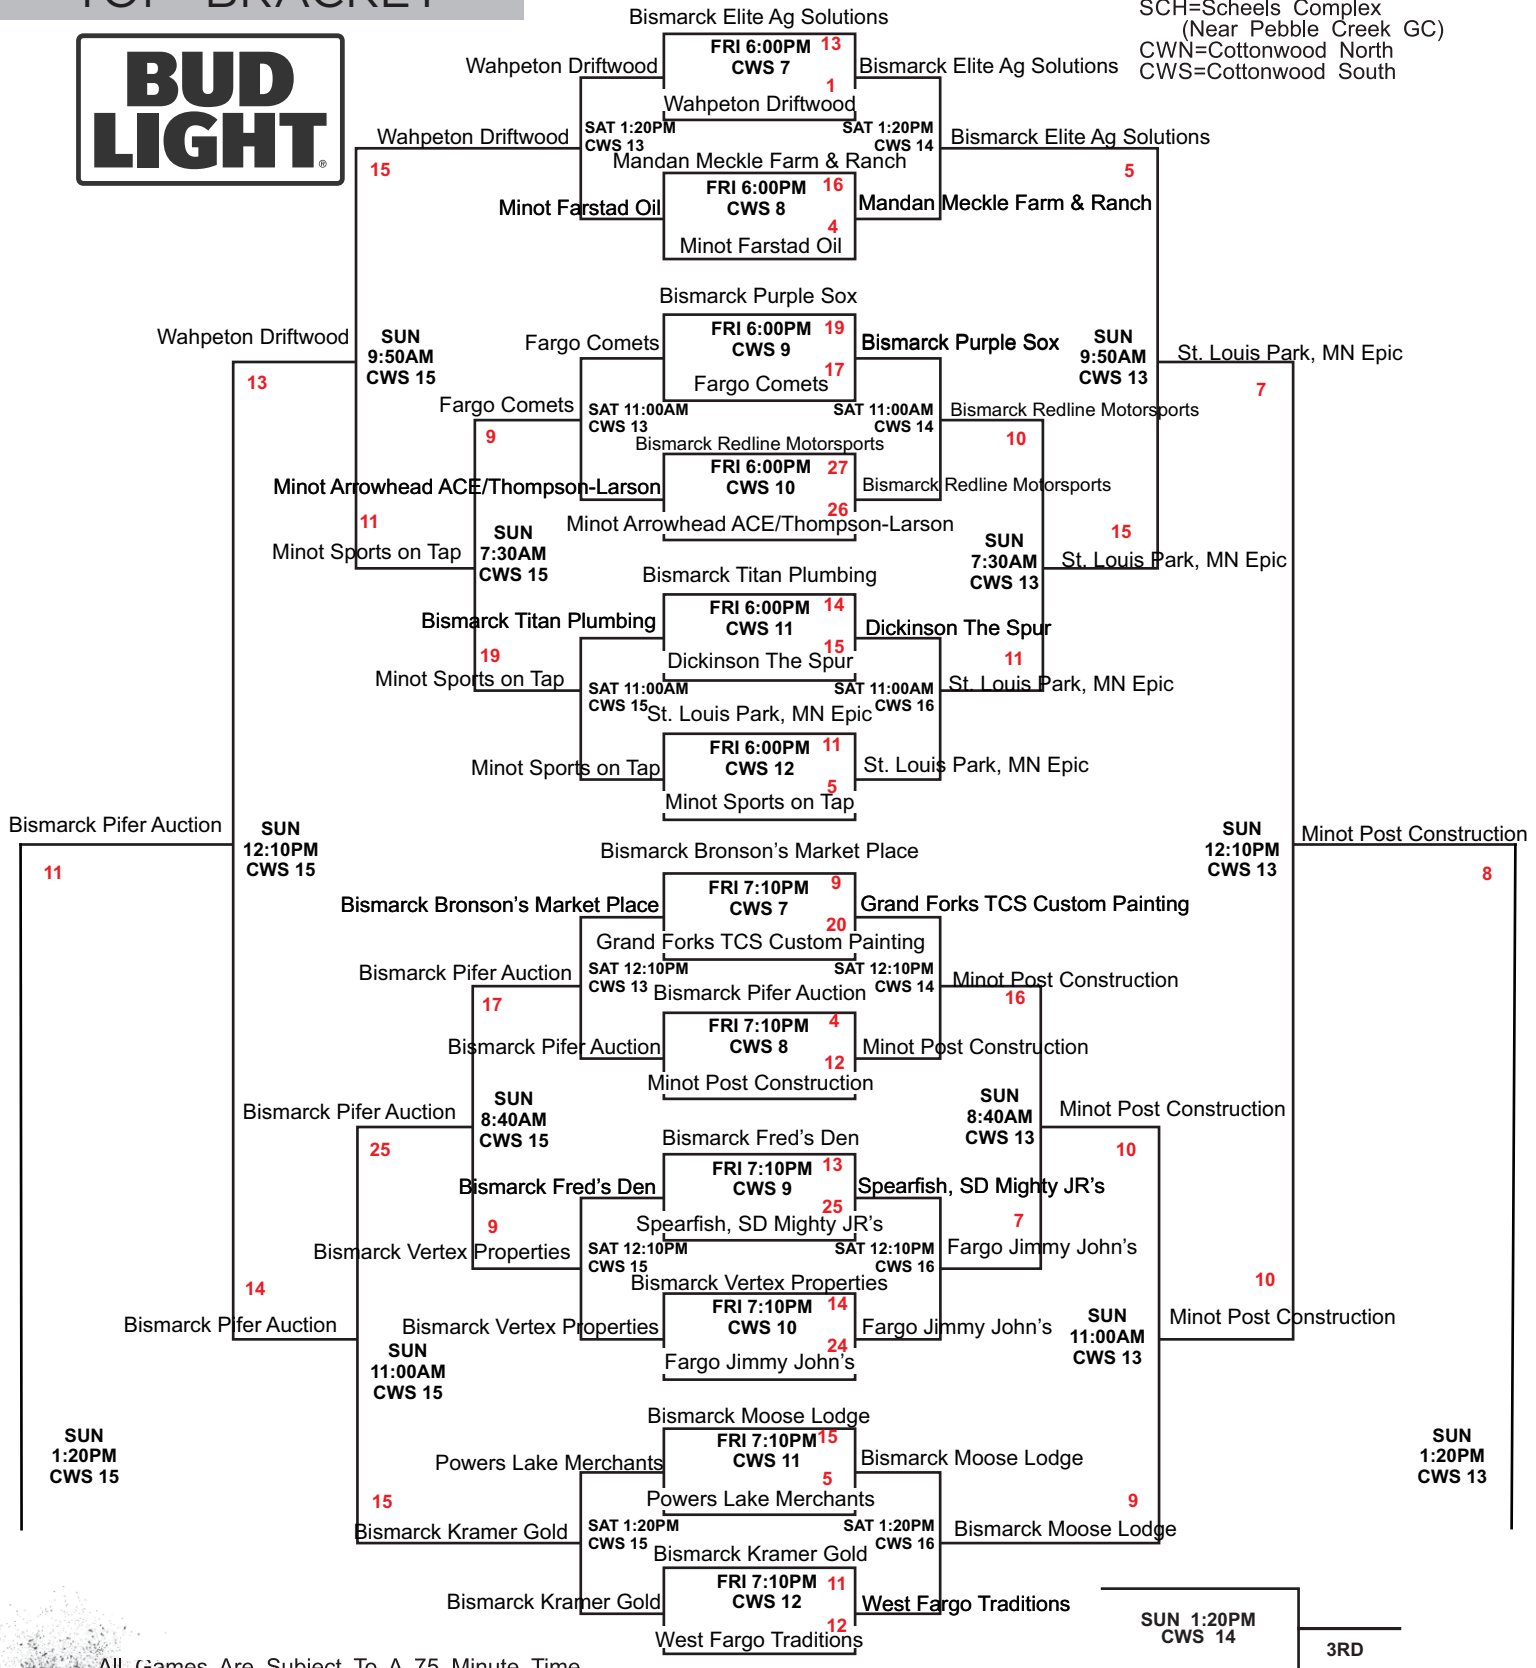 TOP BRACKET
SCH=Scheels Complex
(Near Pebble Creek GC)
CWN=Cottonwood North
CWS=Cottonwood South
BUD
LIGHT®
Bismarck Elite Ag Solutions
FRI 6:00PM 13
CWS 7
1
Wahpeton Driftwood
Wahpeton Driftwood
Bismarck Elite Ag Solutions
Wahpeton Driftwood
SAT 1:20PM
CWS 13
SAT 1:20PM
CWS 14
Bismarck Elite Ag Solutions
15
5
Mandan Meckle Farm & Ranch
FRI 6:00PM 16
CWS 8
4
Minot Farstad Oil
Minot Farstad Oil
Mandan Meckle Farm & Ranch
Bismarck Purple Sox
FRI 6:00PM 19
CWS 9
17
Fargo Comets
Fargo Comets
Bismarck Purple Sox
Wahpeton Driftwood
SUN
9:50AM
CWS 15
SUN
9:50AM
CWS 13
St. Louis Park, MN Epic
13
7
Fargo Comets
SAT 11:00AM
CWS 13
SAT 11:00AM
CWS 14
Bismarck Redline Motorsports
9
10
Bismarck Redline Motorsports
FRI 6:00PM 27
CWS 10
26
Minot Arrowhead ACE/Thompson-Larson
Minot Arrowhead ACE/Thompson-Larson
Bismarck Redline Motorsports
11
Minot Sports on Tap
SUN
7:30AM
CWS 15
SUN
7:30AM
CWS 13
15
St. Louis Park, MN Epic
Bismarck Titan Plumbing
FRI 6:00PM 14
CWS 11
15
Dickinson The Spur
Bismarck Titan Plumbing
Dickinson The Spur
19
Minot Sports on Tap
SAT 11:00AM
CWS 15
SAT 11:00AM
CWS 16
11
St. Louis Park, MN Epic
St. Louis Park, MN Epic
FRI 6:00PM 11
CWS 12
5
Minot Sports on Tap
Minot Sports on Tap
St. Louis Park, MN Epic
Bismarck Pifer Auction
11
SUN
12:10PM
CWS 15
SUN
12:10PM
CWS 13
Minot Post Construction
8
Bismarck Bronson's Market Place
FRI 7:10PM 9
CWS 7
20
Grand Forks TCS Custom Painting
Bismarck Bronson's Market Place
Grand Forks TCS Custom Painting
Bismarck Pifer Auction
17
SAT 12:10PM
CWS 13
SAT 12:10PM
CWS 14
Minot Post Construction
16
Bismarck Pifer Auction
FRI 7:10PM 4
CWS 8
12
Minot Post Construction
Bismarck Pifer Auction
Minot Post Construction
Bismarck Pifer Auction
25
SUN
8:40AM
CWS 15
SUN
8:40AM
CWS 13
Minot Post Construction
10
Bismarck Fred's Den
FRI 7:10PM 13
CWS 9
25
Spearfish, SD Mighty JR's
Bismarck Fred's Den
Spearfish, SD Mighty JR's
9
Bismarck Vertex Properties
SAT 12:10PM
CWS 15
SAT 12:10PM
CWS 16
7
Fargo Jimmy John's
Bismarck Vertex Properties
FRI 7:10PM 14
CWS 10
24
Fargo Jimmy John's
Bismarck Vertex Properties
Fargo Jimmy John's
14
Bismarck Pifer Auction
SUN
11:00AM
CWS 15
SUN
11:00AM
CWS 13
10
Minot Post Construction
Bismarck Moose Lodge
FRI 7:10PM 15
CWS 11
5
Powers Lake Merchants
Powers Lake Merchants
Bismarck Moose Lodge
SUN
1:20PM
CWS 15
SUN
1:20PM
CWS 13
15
Bismarck Kramer Gold
SAT 1:20PM
CWS 15
SAT 1:20PM
CWS 16
9
Bismarck Moose Lodge
Bismarck Kramer Gold
FRI 7:10PM 11
CWS 12
12
West Fargo Traditions
Bismarck Kramer Gold
West Fargo Traditions
SUN 1:20PM
CWS 14
3RD
All Games Are Subject To A 75 Minute Time